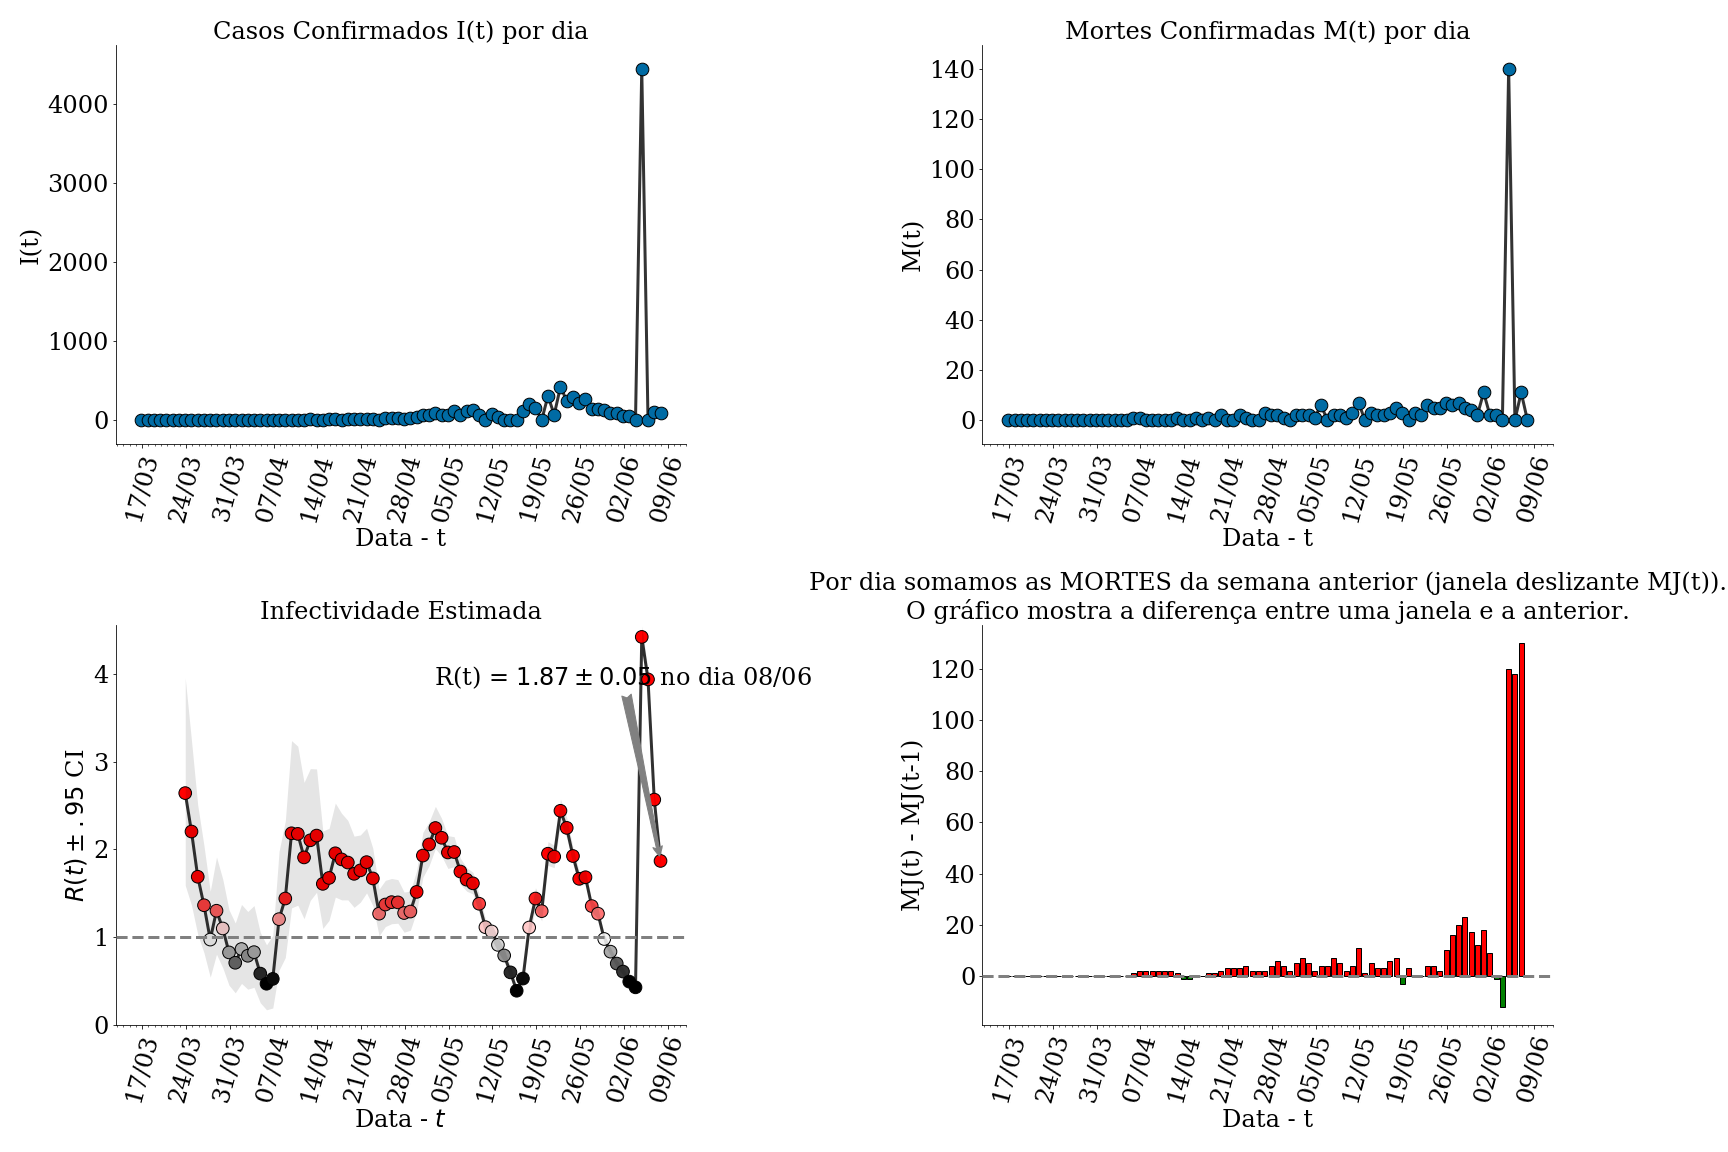 Casos Confirmados I(t) por dia
I(t)
4000
3000
2000
1000
0
17/03 24/03 31/03 07/04 14/04 21/04 28/04 05/05 12/05 19/05 26/05 02/06 09/06
Data - t
Mortes Confirmadas M(t) por dia
M(t)
140
120
100
80
60
40
20
0
17/03 24/03 31/03 07/04 14/04 21/04 28/04 05/05 12/05 19/05 26/05 02/06 09/06
Data - t
Infectividade Estimada
R(t) = 1.87 ± 0.05 no dia 08/06
R(t) ± .95 CI
4
3
2
1
0
17/03 24/03 31/03 07/04 14/04 21/04 28/04 05/05 12/05 19/05 26/05 02/06 09/06
Data - t
Por dia somamos as MORTES da semana anterior (janela deslizante MJ(t)).
O gráfico mostra a diferença entre uma janela e a anterior.
MJ(t) - MJ(t-1)
120
100
80
60
40
20
0
17/03 24/03 31/03 07/04 14/04 21/04 28/04 05/05 12/05 19/05 26/05 02/06 09/06
Data - t